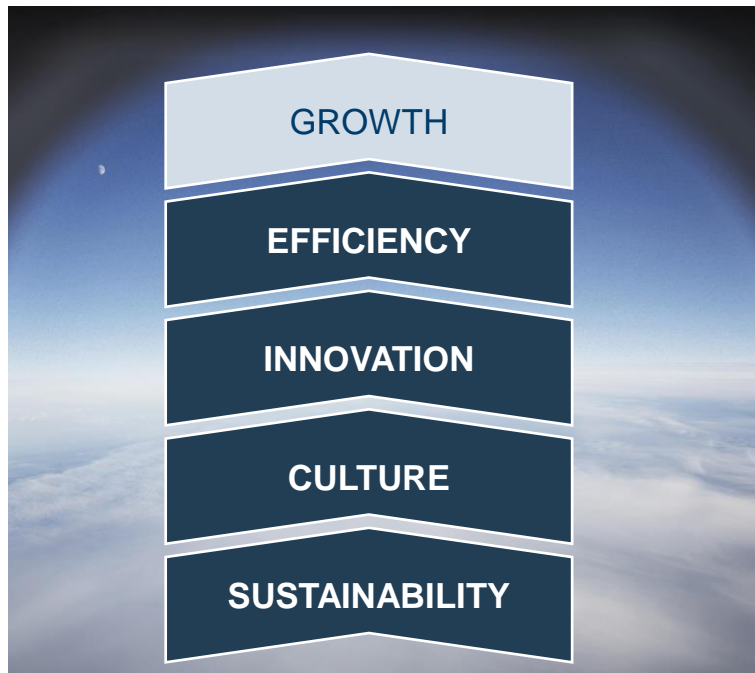 GROWTH
EFFICIENCY
INNOVATION
CULTURE
SUSTAINABILITY